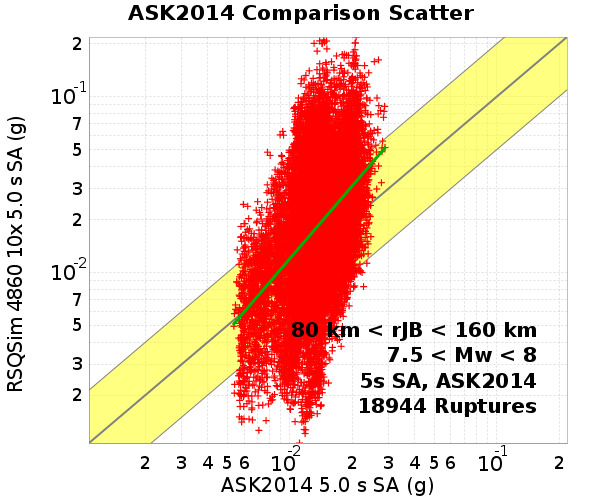 ASK2014 Comparison Scatter
RSQSim 4860 10x 5.0 s SA (g)
2
10-1
7
5
3
2
10-2
7
5
3
2
80 km < rJB < 160 km
7.5 < Mw < 8
5s SA, ASK2014
18944 Ruptures
2 3 4 5 6 10-2 2 3 4 5 6 10-1 2
ASK2014 5.0 s SA (g)